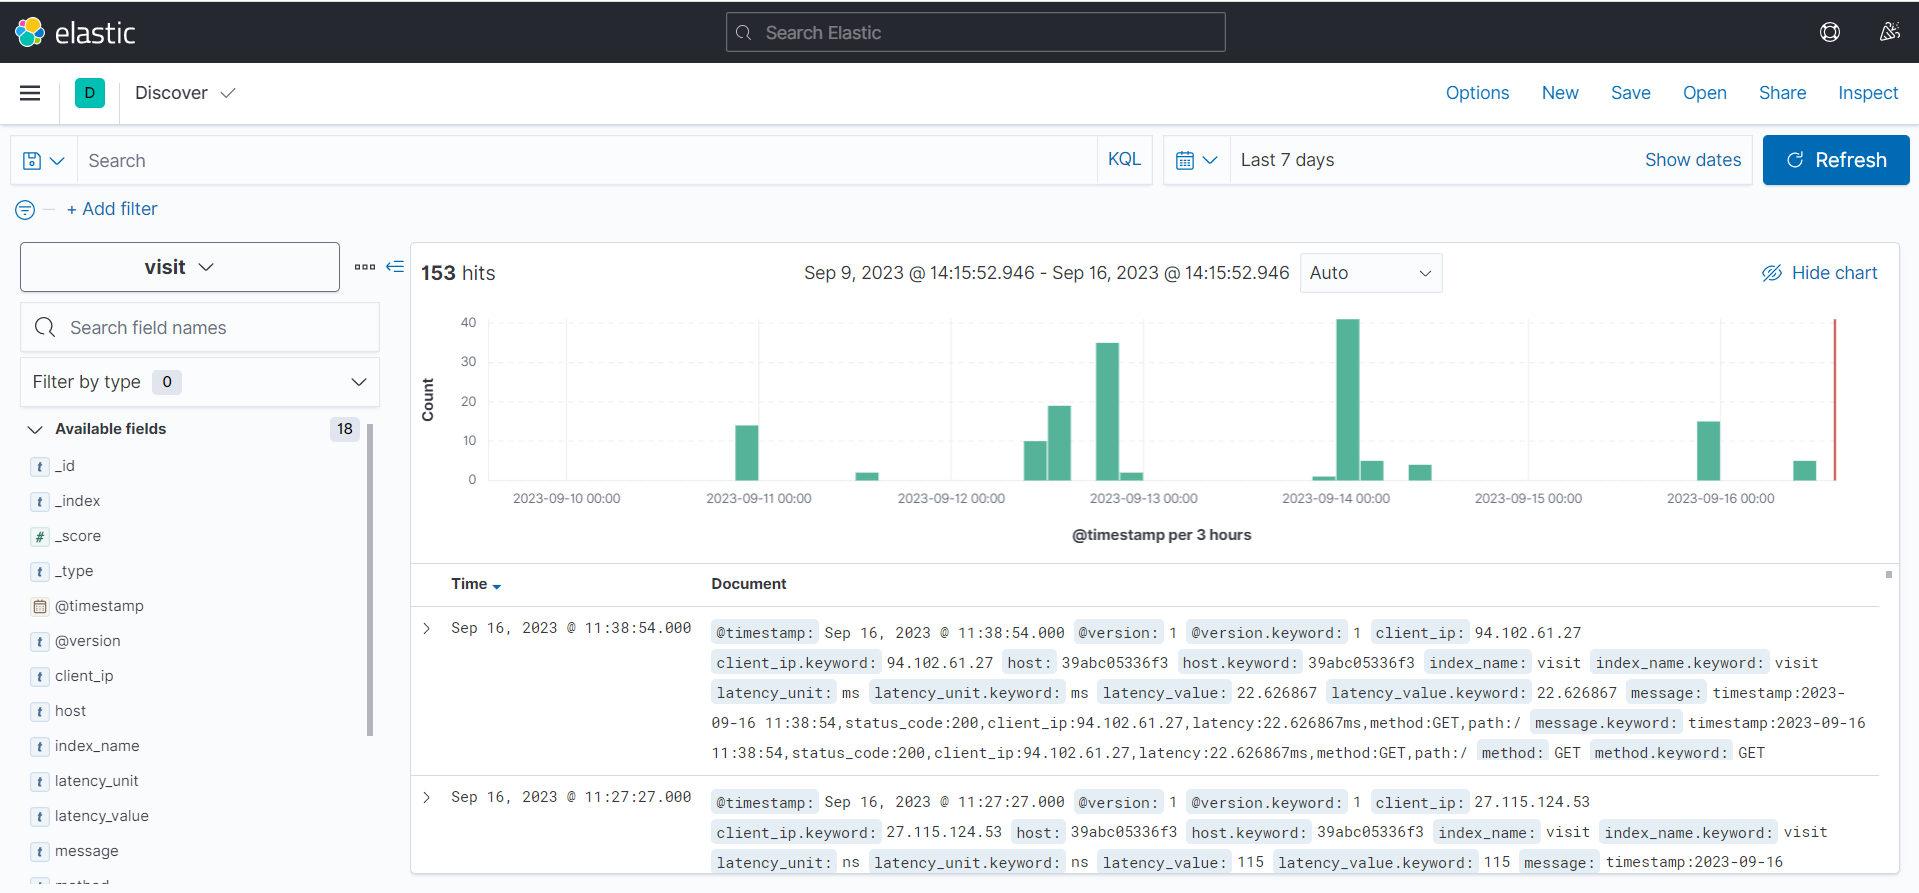 elastic
Search Elastic
D
Discover
Options
New
Save
Open
Share
Inspect
Search
KQL
Last 7 days
Show dates
Refresh
+ Add filter
visit
Search field names
Filter by type 0
Available fields 18
t _id
t _index
# _score
t _type
@timestamp
t @version
t client_ip
t host
t index_name
t latency_unit
t latency_value
t message
153 hits
Sep 9, 2023 @ 14:15:52.946 - Sep 16, 2023 @ 14:15:52.946
Auto
Hide chart
Count
40
30
20
10
0
2023-09-10 00:00
2023-09-11 00:00
2023-09-12 00:00
2023-09-13 00:00
2023-09-14 00:00
2023-09-15 00:00
2023-09-16 00:00
@timestamp per 3 hours
Time
Document
Sep 16, 2023 @ 11:38:54.000
@timestamp: Sep 16, 2023 @ 11:38:54.000 @version: 1 @version.keyword: 1 client_ip: 94.102.61.27
client_ip.keyword: 94.102.61.27 host: 39abc05336f3 host.keyword: 39abc05336f3 index_name: visit index_name.keyword: visit
latency_unit: ms latency_unit.keyword: ms latency_value: 22.626867 latency_value.keyword: 22.626867 message: timestamp:2023-
09-16 11:38:54,status_code:200,client_ip:94.102.61.27,latency:22.626867ms,method:GET,path:/ message.keyword: timestamp:2023-09-16
11:38:54,status_code:200,client_ip:94.102.61.27,latency:22.626867ms,method:GET,path:/ method: GET method.keyword: GET
Sep 16, 2023 @ 11:27:27.000
@timestamp: Sep 16, 2023 @ 11:27:27.000 @version: 1 @version.keyword: 1 client_ip: 27.115.124.53
client_ip.keyword: 27.115.124.53 host: 39abc05336f3 host.keyword: 39abc05336f3 index_name: visit index_name.keyword: visit
latency_unit: ns latency_unit.keyword: ns latency_value: 115 latency_value.keyword: 115 message: timestamp:2023-09-16